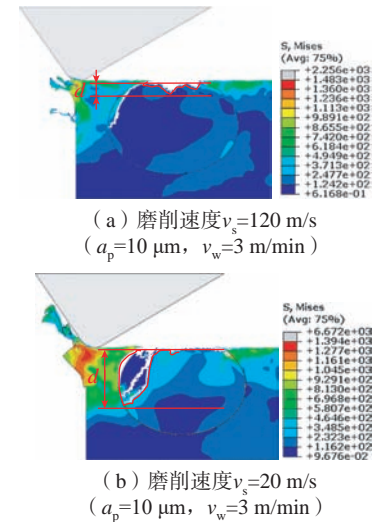 S, Mises
(Avg: 75%)
+2.256e+03
+1.483e+03
+1.360e+03
+1.236e+03
+1.113e+03
+9.891e+02
+8.655e+02
+7.420e+02
+6.184e+02
+4.949e+02
+3.713e+02
+2.477e+02
+1.242e+02
+6.168e-01
d
（a）磨削速度vs=120 m/s
（ap=10 μm，vw=3 m/min）
S, Mises
(Avg: 75%)
+6.672e+03
+1.394e+03
+1.277e+03
+1.161e+03
+1.045e+03
+9.291e+02
+8.130e+02
+6.968e+02
+5.807e+02
+4.646e+02
+3.485e+02
+2.323e+02
+1.162e+02
+9.676e-02
d
（b）磨削速度vs=20 m/s
（ap=10 μm，vw=3 m/min）